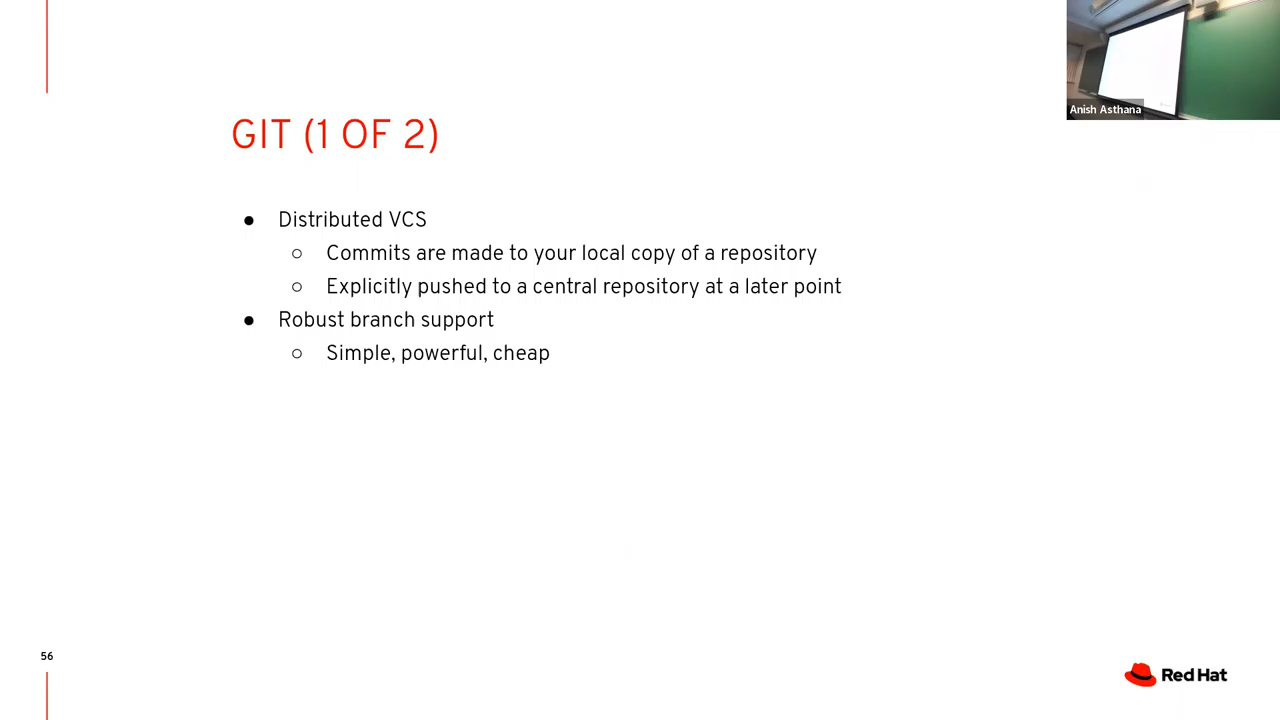 Anish Asthana
GIT (1 OF 2)
● Distributed VCS
○ Commits are made to your local copy of a repository
○ Explicitly pushed to a central repository at a later point
● Robust branch support
○ Simple, powerful, cheap
56
Red Hat